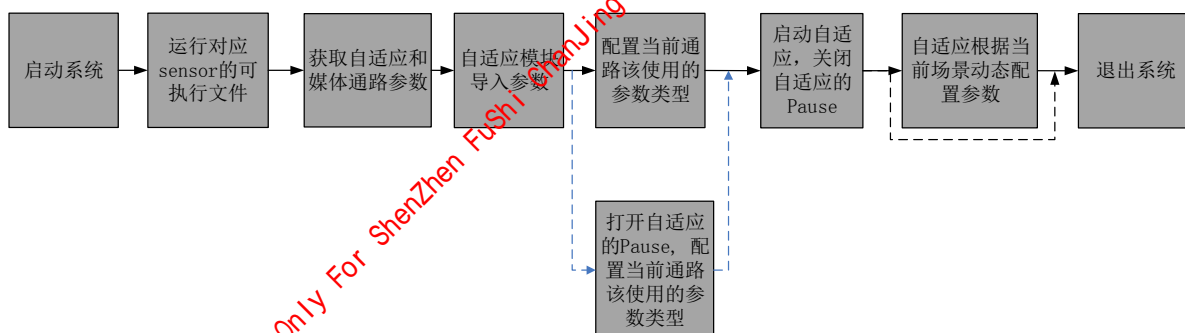 启动系统
运行对应
sensor的可
执行文件
获取自适应和
媒体通路参数
自适应模块
导入参数
配置当前通
路该使用的
参数类型
启动自适
应，关闭
自适应的
Pause
自适应根据当
前场景动态配
置参数
退出系统
打开自适应
的Pause，配
置当前通路
该使用的参
数类型
Only For ShenZhen FuShi ChanJing